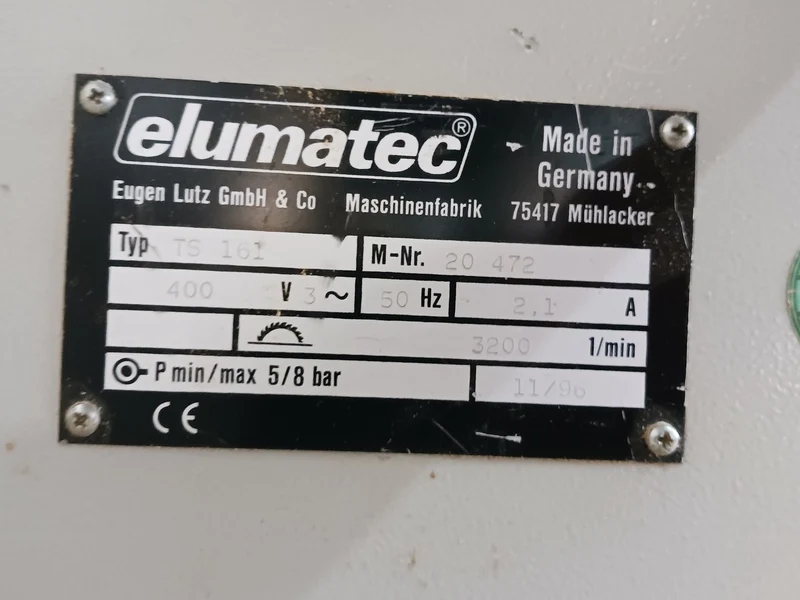 elumatec®
Made in
Germany
Eugen Lutz GmbH & Co Maschinenfabrik 75417 Mühlacker
Typ TS 161 M-Nr. 20 472
400 V 3 ~ 50 Hz 2,1 A
3200 1/min
P min/max 5/8 bar 11/96
CE